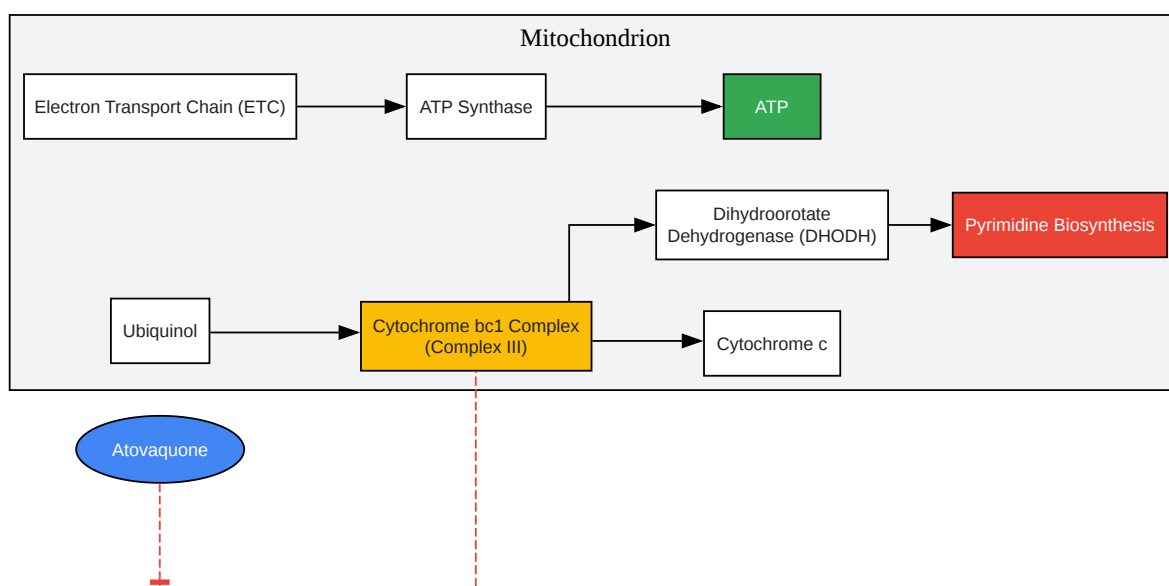 Mitochondrion
Electron Transport Chain (ETC)
ATP Synthase
ATP
Dihydroorotate
Dehydrogenase (DHODH)
Pyrimidine Biosynthesis
Ubiquinol
Cytochrome bc1 Complex
(Complex III)
Cytochrome c
Atovaquone